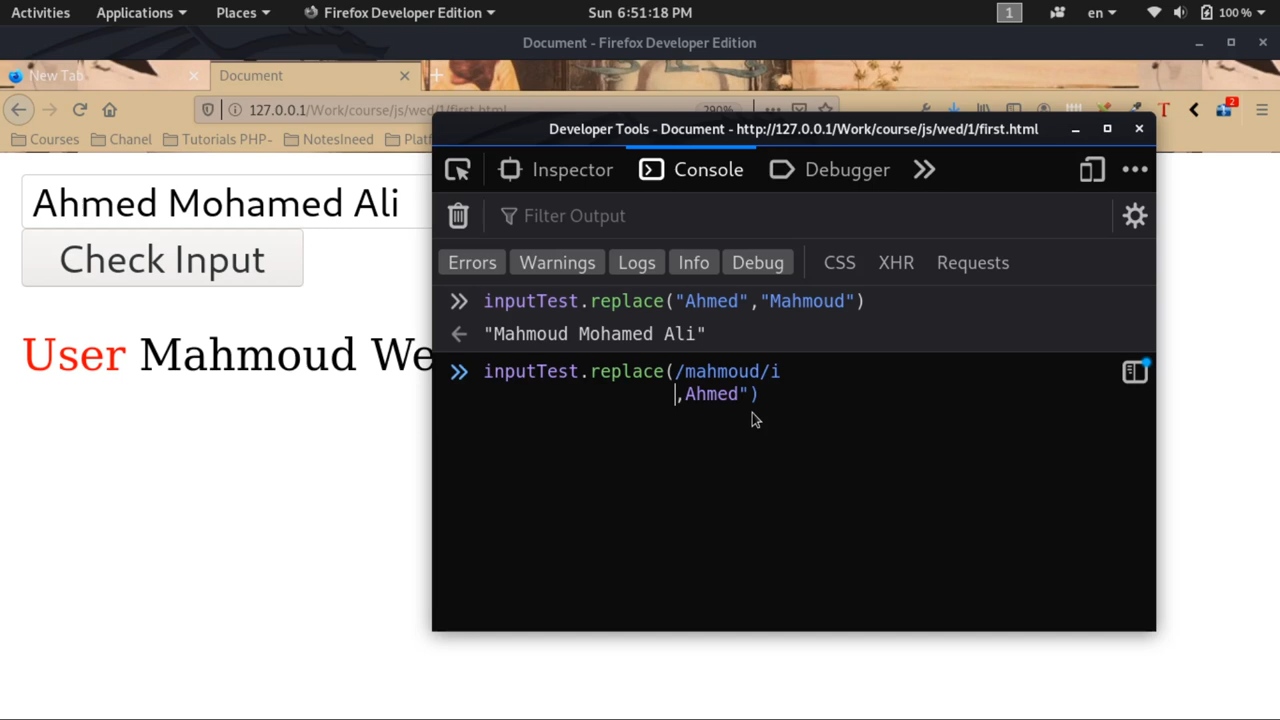 Activities Applications Places Firefox Developer Edition Sun 6:51:18 PM 1 en 100 %
Document - Firefox Developer Edition
New Tab Document
127.0.0.1/Work/course/js/wed/1/first.html 290% T 2
Courses Chanel Tutorials PHP- NotesIneed
Developer Tools - Document - http://127.0.0.1/Work/course/js/wed/1/first.html
Inspector Console Debugger
Filter Output
Errors Warnings Logs Info Debug CSS XHR Requests
inputTest.replace("Ahmed","Mahmoud")
"Mahmoud Mohamed Ali"
inputTest.replace(/mahmoud/i
,Ahmed")
Ahmed Mohamed Ali
Check Input
User Mahmoud We